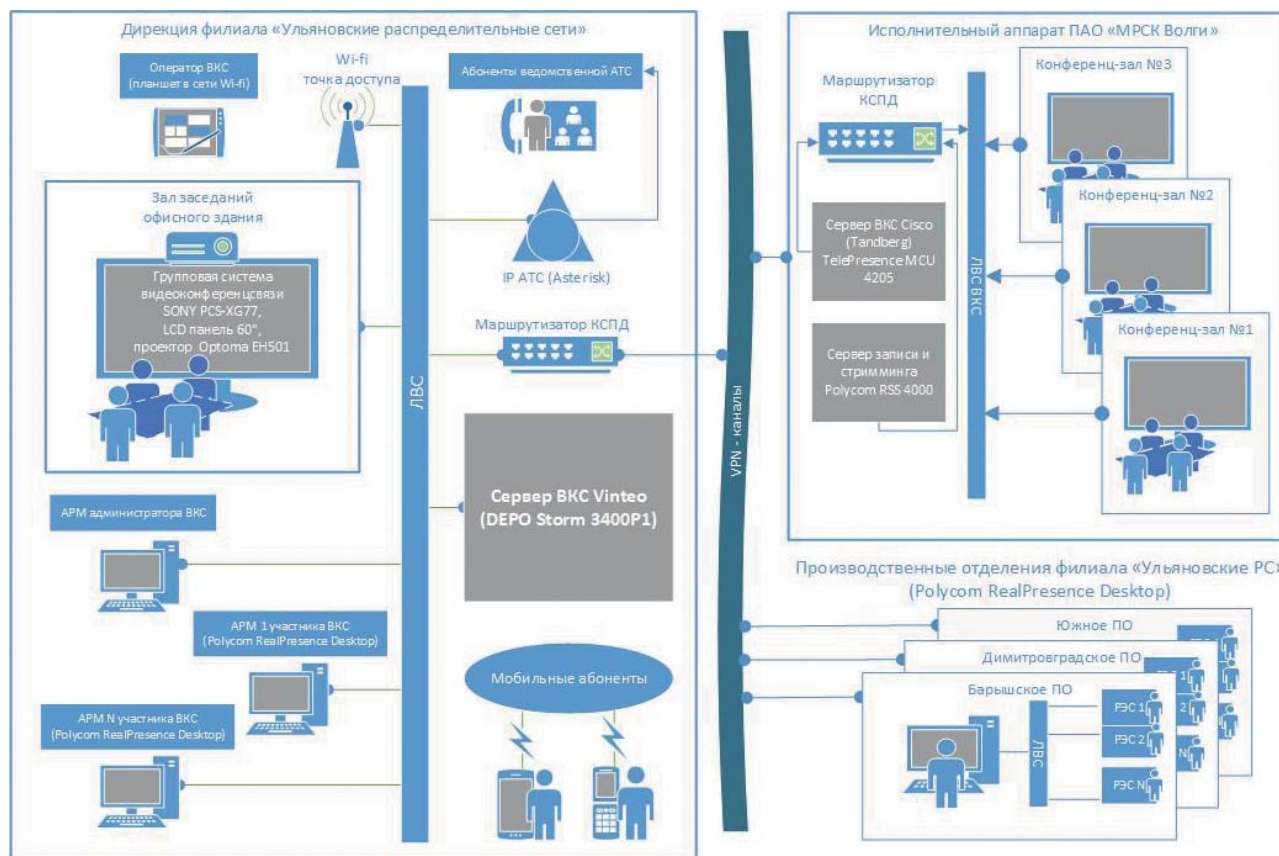 Дирекция филиала «Ульяновские распределительные сети»
Оператор ВКС
(планшет в сети Wi-fi)
Wi-fi
точка доступа
Абоненты ведомственной АТС
Зал заседаний
офисного здания
Групповая система
видеоконференцсвязи
SONY PCS-XG77,
LCD панель 60",
проектор Optoma EH501
IP АТС (Asterisk)
Маршрутизатор КСПД
ЛВС
Сервер ВКС Vinteo
(DEPO Storm 3400P1)
АРМ администратора ВКС
АРМ 1 участника ВКС
(Polycom RealPresence Desktop)
АРМ N участника ВКС
(Polycom RealPresence Desktop)
Мобильные абоненты
VPN - каналы
Исполнительный аппарат ПАО «МРСК Волги»
Маршрутизатор
КСПД
Сервер ВКС Cisco
(Tandberg)
TelePresence MCU
4205
Сервер записи и
стримминга
Polycom RSS 4000
ЛВС ВКС
Конференц-зал №3
Конференц-зал №2
Конференц-зал №1
Производственные отделения филиала «Ульяновские РС»
(Polycom RealPresence Desktop)
Южное ПО
Димитровградское ПО
1
2
N
Барышское ПО
ЛВС
РЭС 1
РЭС 2
РЭС N